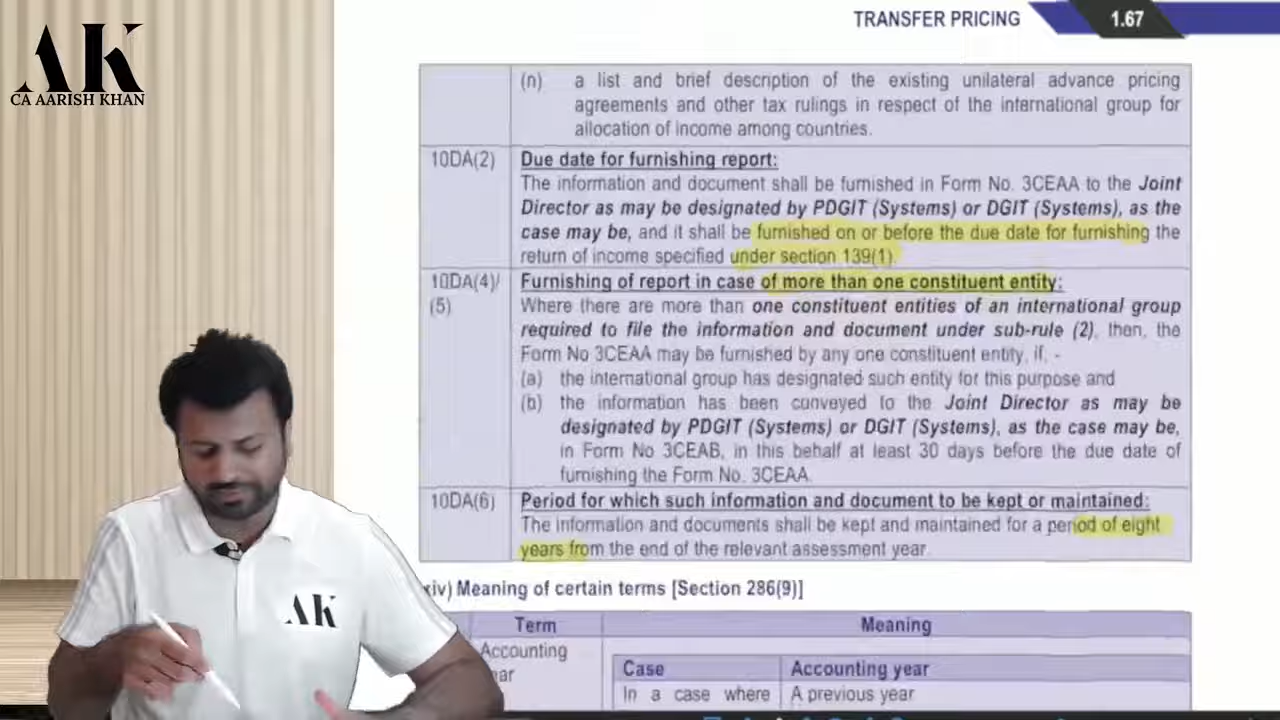 AK
CA AARISH KHAN
TRANSFER PRICING 1.67
(n) a list and brief description of the existing unilateral advance pricing
agreements and other tax rulings in respect of the international group for
allocation of income among countries.
10DA(2) Due date for furnishing report:
The information and document shall be furnished in Form No. 3CEAA to the Joint
Director as may be designated by PDGIT (Systems) or DGIT (Systems), as the
case may be, and it shall be furnished on or before the due date for furnishing the
return of income specified under section 139(1)
10DA(4)/ Furnishing of report in case of more than one constituent entity:
(5) Where there are more than one constituent entities of an international group
required to file the information and document under sub-rule (2), then, the
Form No 3CEAA may be furnished by any one constituent entity, if, -
(a) the international group has designated such entity for this purpose and
(b) the information has been conveyed to the Joint Director as may be
designated by PDGIT (Systems) or DGIT (Systems), as the case may be,
in Form No 3CEAB, in this behalf at least 30 days before the due date of
furnishing the Form No. 3CEAA.
10DA(6) Period for which such information and document to be kept or maintained:
The information and documents shall be kept and maintained for a period of eight
years from the end of the relevant assessment year.
xiv) Meaning of certain terms [Section 286(9)]
Term Meaning
Accounting
Case Accounting year
In a case where A previous year
AK